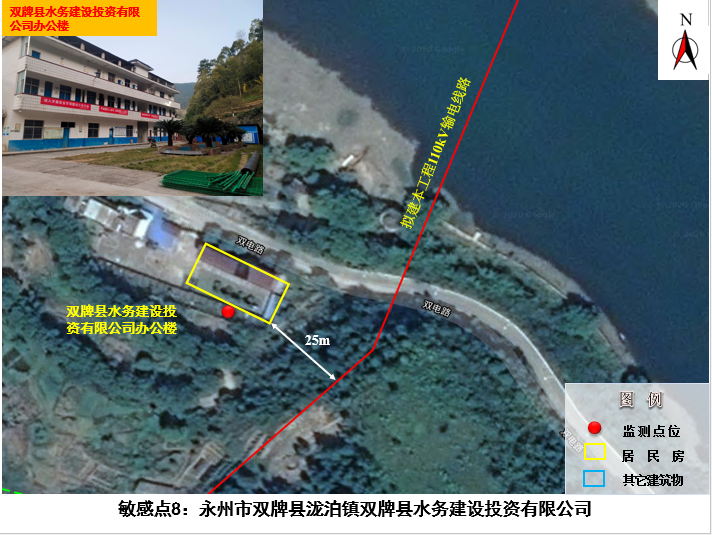 双牌县水务建设投资有限
公司办公楼
N
拟建本工程110kV输电线路
双电路
双牌县水务建设投
资有限公司办公楼
双电路
25m
图 例
监测点位
双电路
居 民 房
其它建筑物
敏感点8：永州市双牌县泷泊镇双牌县水务建设投资有限公司